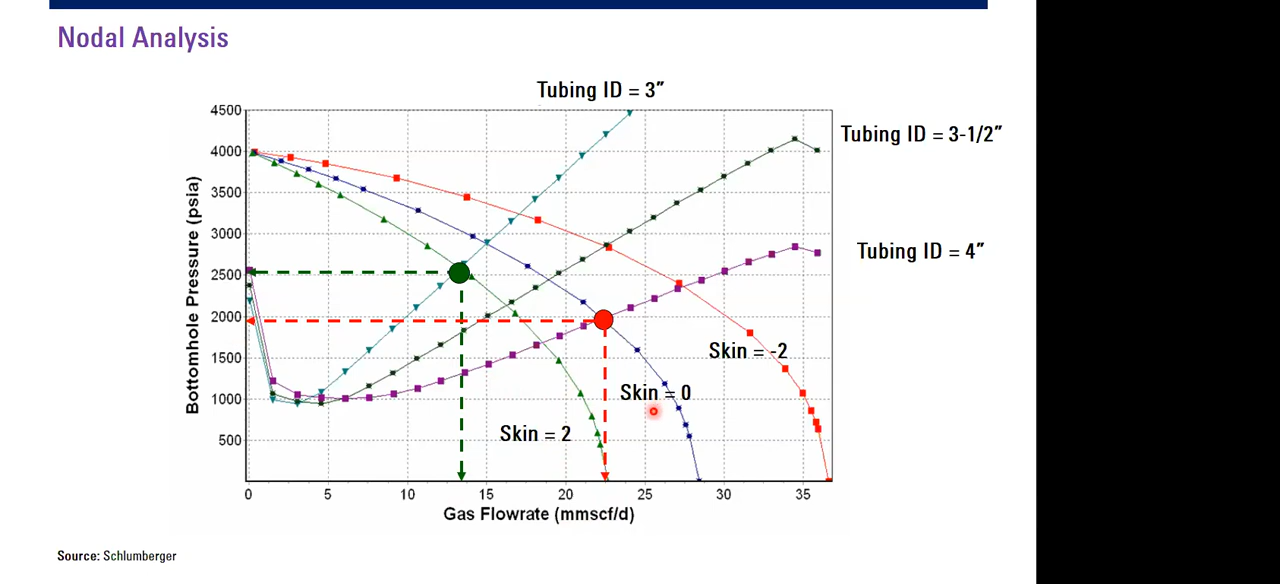 Nodal Analysis
Tubing ID = 3”
Tubing ID = 3-1/2”
Tubing ID = 4”
4500
4000
3500
3000
2500
2000
1500
1000
500
Bottomhole Pressure (psia)
Skin = -2
Skin = 0
Skin = 2
0 5 10 15 20 25 30 35
Gas Flowrate (mmscf/d)
Source: Schlumberger